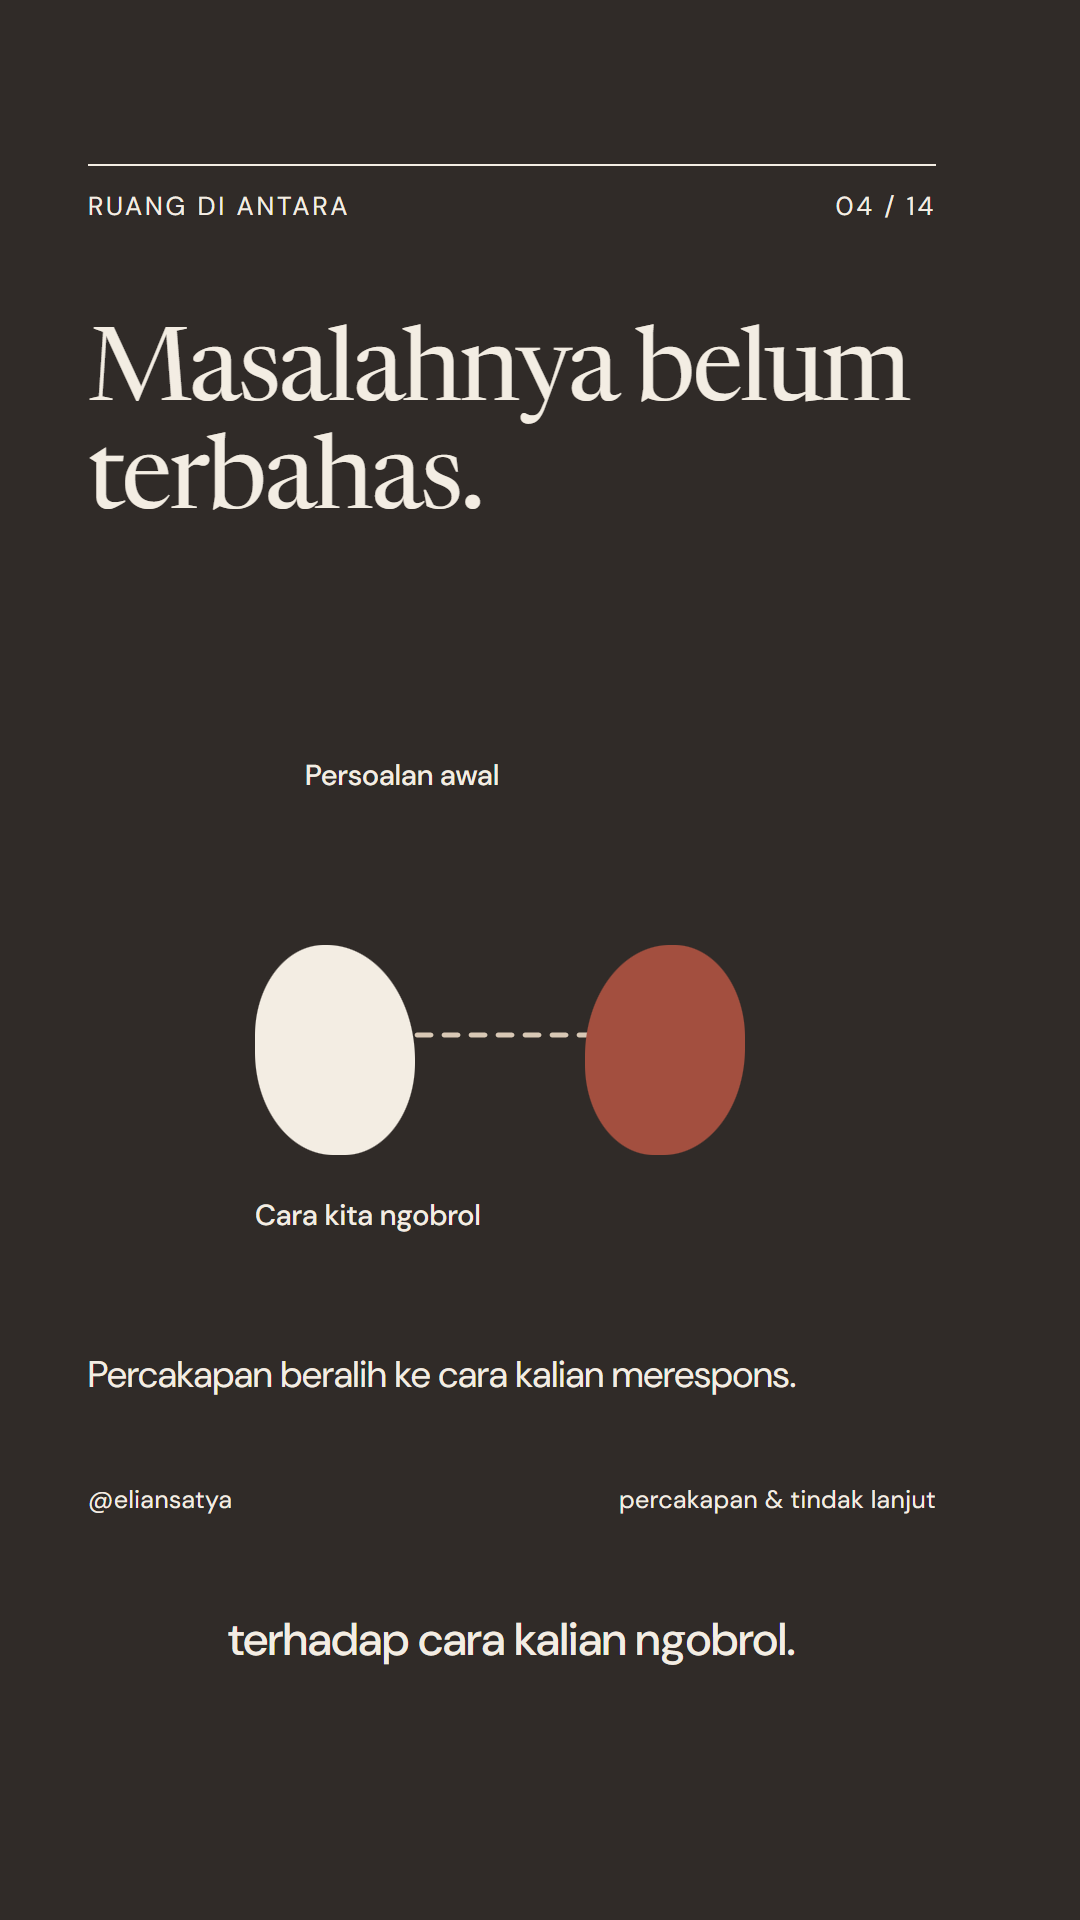 RUANG DI ANTARA
04 / 14
Masalahnya belum
terbahas.
Persoalan awal
Cara kita ngobrol
Percakapan beralih ke cara kalian merespons.
@eliansatya
percakapan & tindak lanjut
terhadap cara kalian ngobrol.